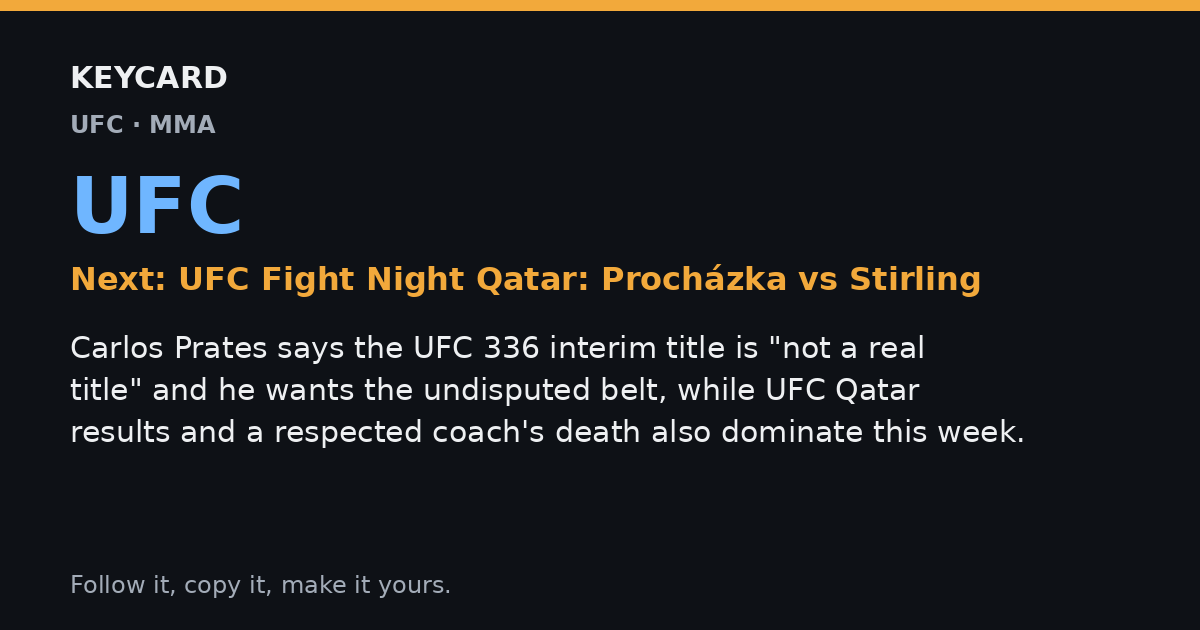 KEYCARD
UFC · MMA
UFC
Next: UFC Fight Night Qatar: Procházka vs Stirling
Carlos Prates says the UFC 336 interim title is "not a real
title" and he wants the undisputed belt, while UFC Qatar
results and a respected coach's death also dominate this week.
Follow it, copy it, make it yours.